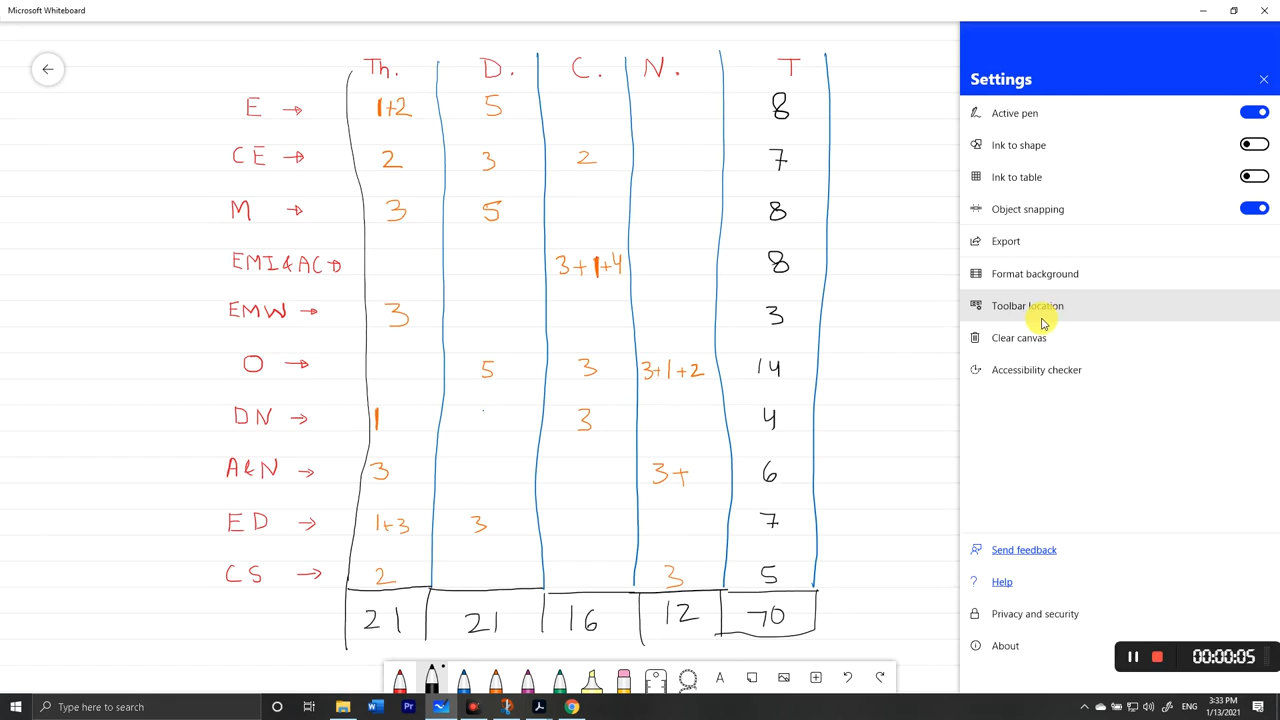 Microsoft Whiteboard
Th. D. C. N. T
E → 1+2 5 8
CE → 2 3 2 7
M → 3 5 8
EMI&AC→ 3+1+4 8
EMW → 3 3
O → 5 3 3+1+2 14
DN → 1 3 4
A&N → 3 3+ 6
ED → 1+3 3 7
CS → 2 3 5
21 21 16 12 70
Settings
Active pen
Ink to shape
Ink to table
Object snapping
Export
Format background
Toolbar location
Clear canvas
Accessibility checker
Send feedback
? Help
Privacy and security
About
00:00:05
A
Type here to search
W
Pr
ENG
3:33 PM
1/13/2021